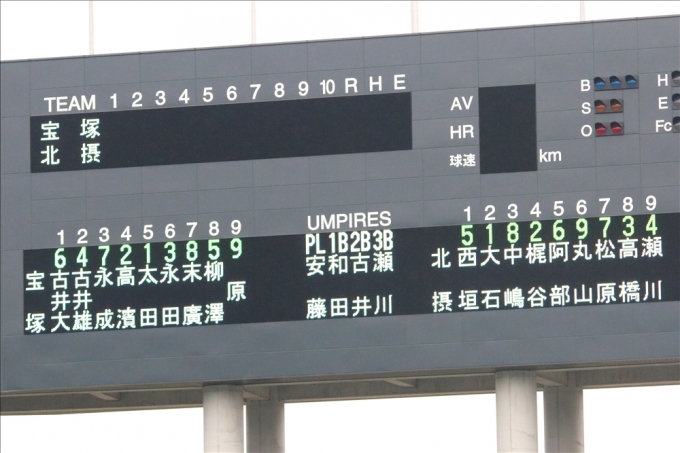 TEAM 1 2 3 4 5 6 7 8 9 10 R H E
宝 塚
北 摂
AV
HR
球速 km
B
S
O
H
E
Fc
1 2 3 4 5 6 7 8 9
6 4 7 2 1 3 8 5 9
宝 古 古 永 高 太 永 末 柳
井 井 原
塚 大 雄 成 濱 田 田 廣 澤
UMPIRES
PL 1B 2B 3B
安 和 古 瀬
藤 田 井 川
1 2 3 4 5 6 7 8 9
5 1 8 2 6 9 7 3 4
北 西 大 中 梶 阿 丸 松 高 瀬
摂 垣 石 嶋 谷 部 山 原 橋 川